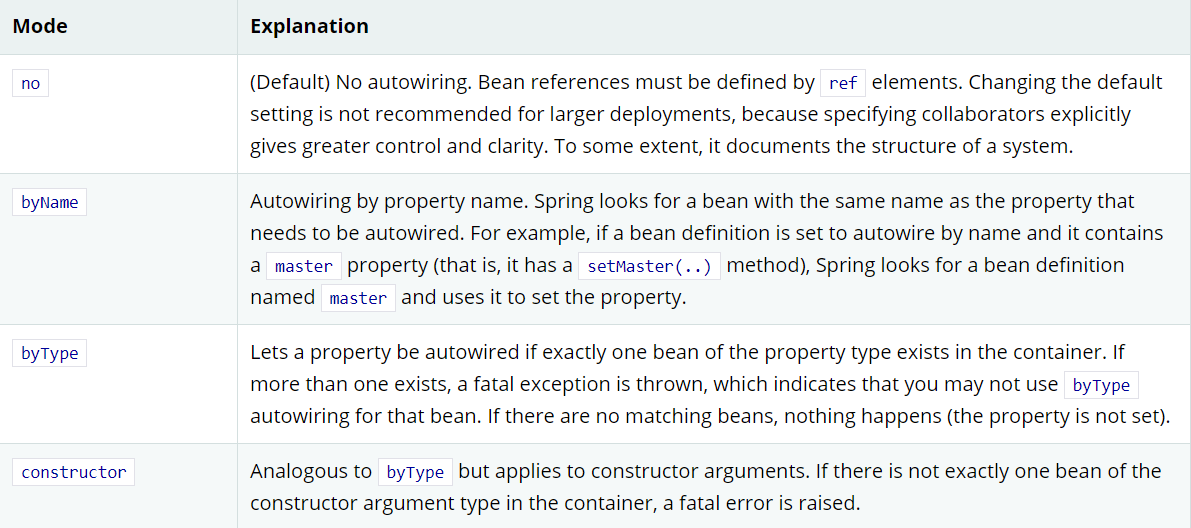 Mode Explanation
no (Default) No autowiring. Bean references must be defined by ref elements. Changing the default
setting is not recommended for larger deployments, because specifying collaborators explicitly
gives greater control and clarity. To some extent, it documents the structure of a system.
byName Autowiring by property name. Spring looks for a bean with the same name as the property that
needs to be autowired. For example, if a bean definition is set to autowire by name and it contains
a master property (that is, it has a setMaster(..) method), Spring looks for a bean definition
named master and uses it to set the property.
byType Lets a property be autowired if exactly one bean of the property type exists in the container. If
more than one exists, a fatal exception is thrown, which indicates that you may not use byType
autowiring for that bean. If there are no matching beans, nothing happens (the property is not set).
constructor Analogous to byType but applies to constructor arguments. If there is not exactly one bean of the
constructor argument type in the container, a fatal error is raised.